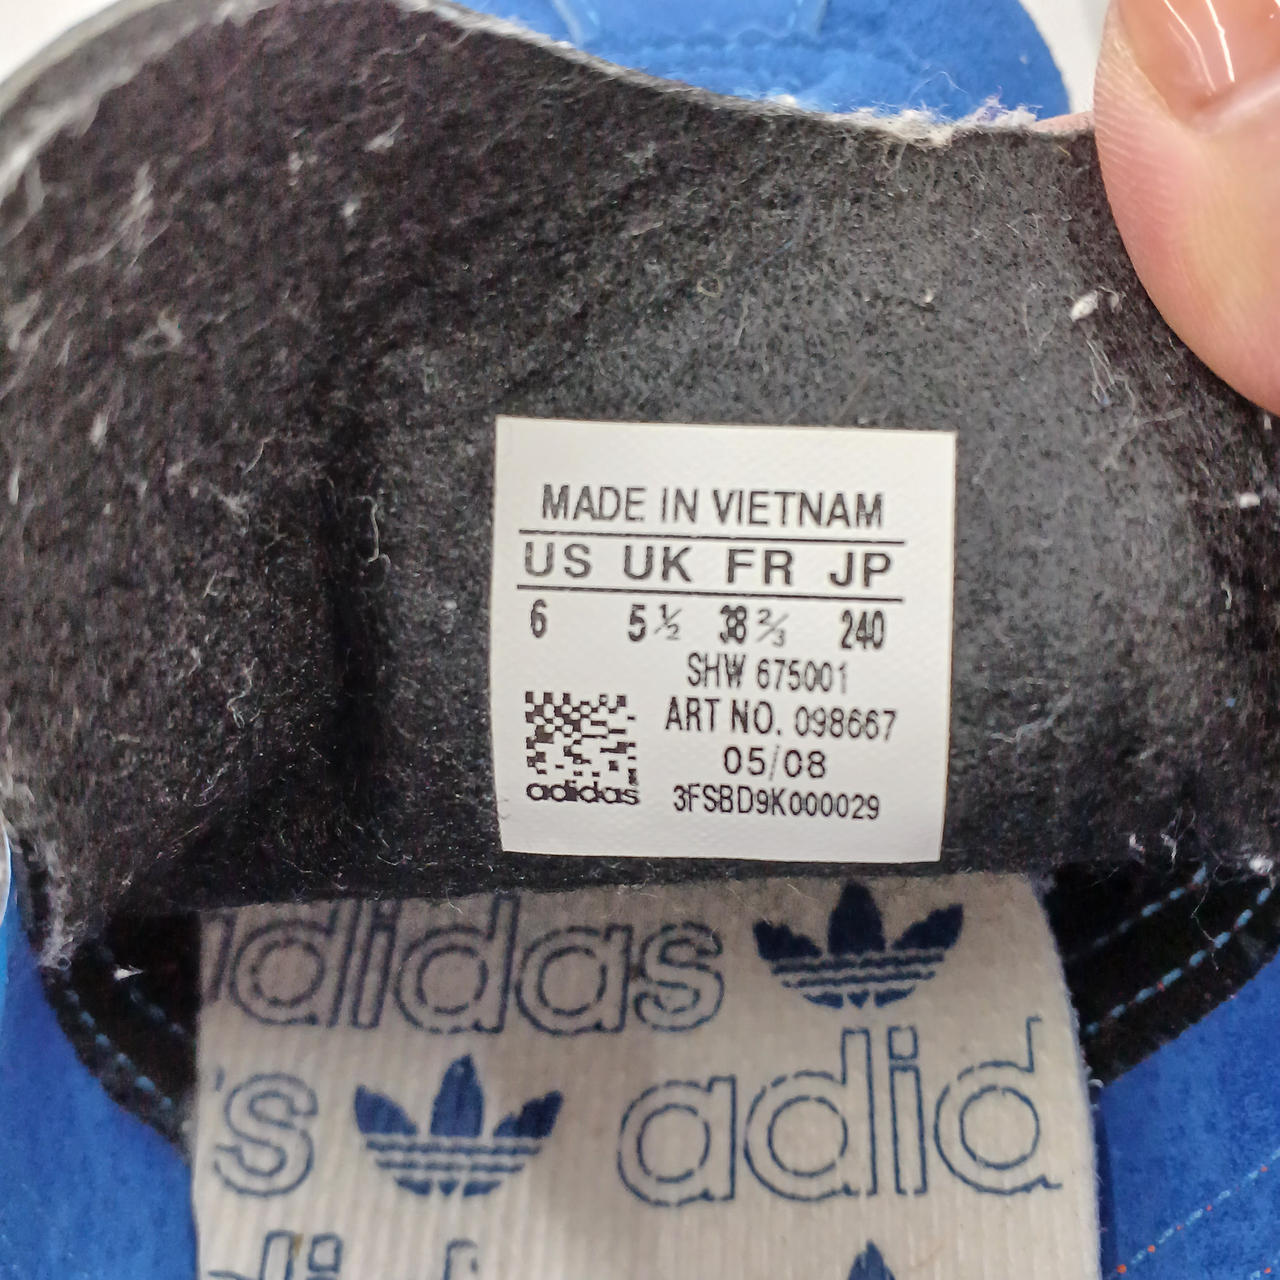 MADE IN VIETNAM
US UK FR JP
6 5½ 38⅔ 240
SHW 675001
ART NO. 098667
05/08
adidas 3FSBD9K000029
didas
s adid